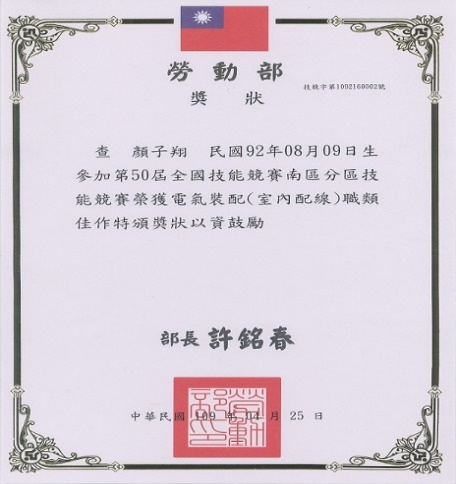 勞動部
獎狀
技競字第1092160002號
查 顏子翔 民國92年08月09日生
參加第50屆全國技能競賽南區分區技
能競賽榮獲電氣裝配(室內配線)職類
佳作特頒獎狀以資鼓勵
部長 許銘春
中華民國 109 年 04 月 25 日